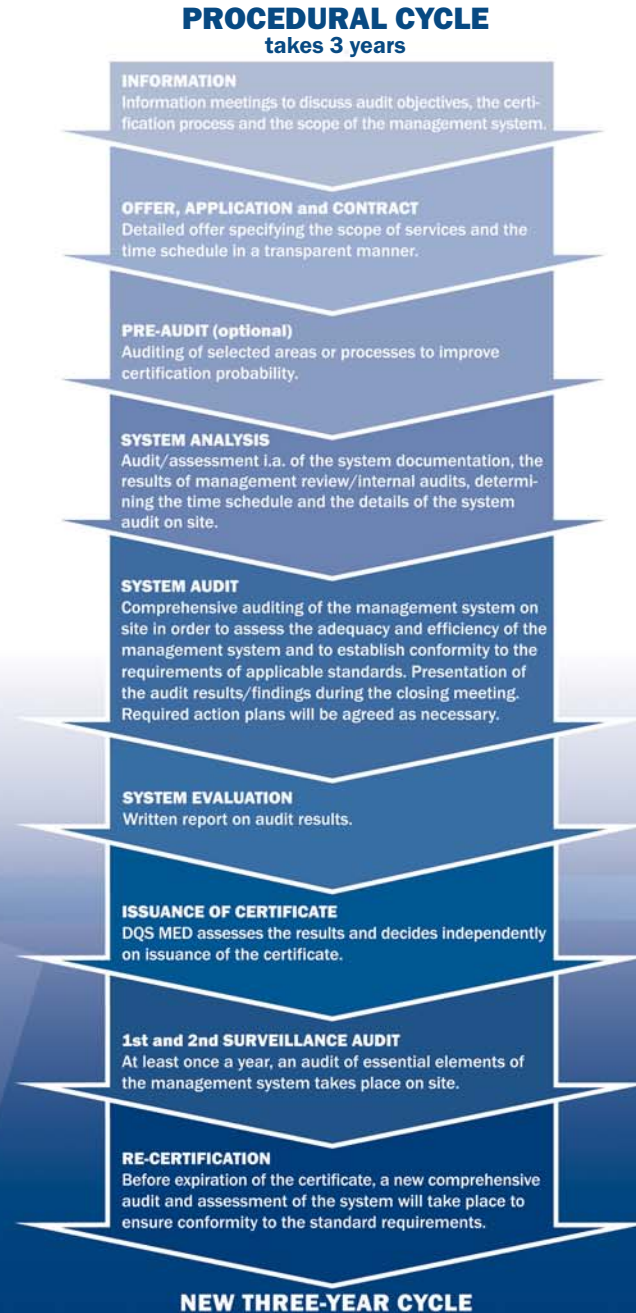 PROCEDURAL CYCLE
takes 3 years
INFORMATION
Information meetings to discuss audit objectives, the certi-
fication process and the scope of the management system.
OFFER, APPLICATION and CONTRACT
Detailed offer specifying the scope of services and the
time schedule in a transparent manner.
PRE-AUDIT (optional)
Auditing of selected areas or processes to improve
certification probability.
SYSTEM ANALYSIS
Audit/assessment i.a. of the system documentation, the
results of management review/internal audits, determi-
ning the time schedule and the details of the system
audit on site.
SYSTEM AUDIT
Comprehensive auditing of the management system on
site in order to assess the adequacy and efficiency of the
management system and to establish conformity to the
requirements of applicable standards. Presentation of
the audit results/findings during the closing meeting.
Required action plans will be agreed as necessary.
SYSTEM EVALUATION
Written report on audit results.
ISSUANCE OF CERTIFICATE
DQS MED assesses the results and decides independently
on issuance of the certificate.
1st and 2nd SURVEILLANCE AUDIT
At least once a year, an audit of essential elements of
the management system takes place on site.
RE-CERTIFICATION
Before expiration of the certificate, a new comprehensive
audit and assessment of the system will take place to
ensure conformity to the standard requirements.
NEW THREE-YEAR CYCLE